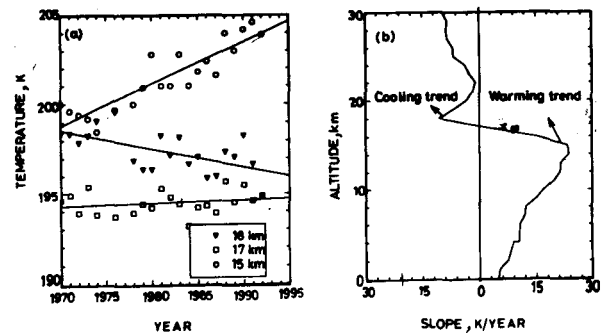 (a)
205
200
195
190
TEMPERATURE, K
18 km
17 km
15 km
1970 1975 1980 1985 1990 1995
YEAR
(b)
30
20
10
0
ALTITUDE, km
Cooling trend
Warming trend
30 15 0 15 30
SLOPE, K/YEAR